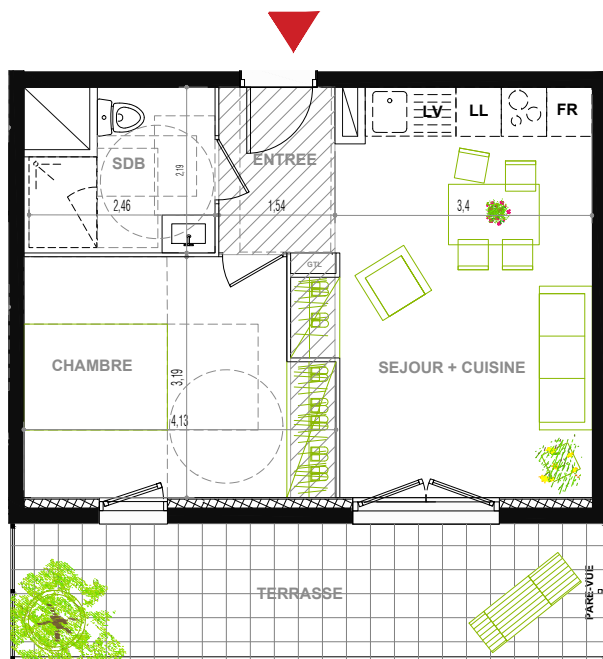 LV
LL
FR
SDB
ENTREE
2,19
2,46
1,54
3,4
GTL
CHAMBRE
3,19
SEJOUR + CUISINE
4,13
TERRASSE
PARE-VUE